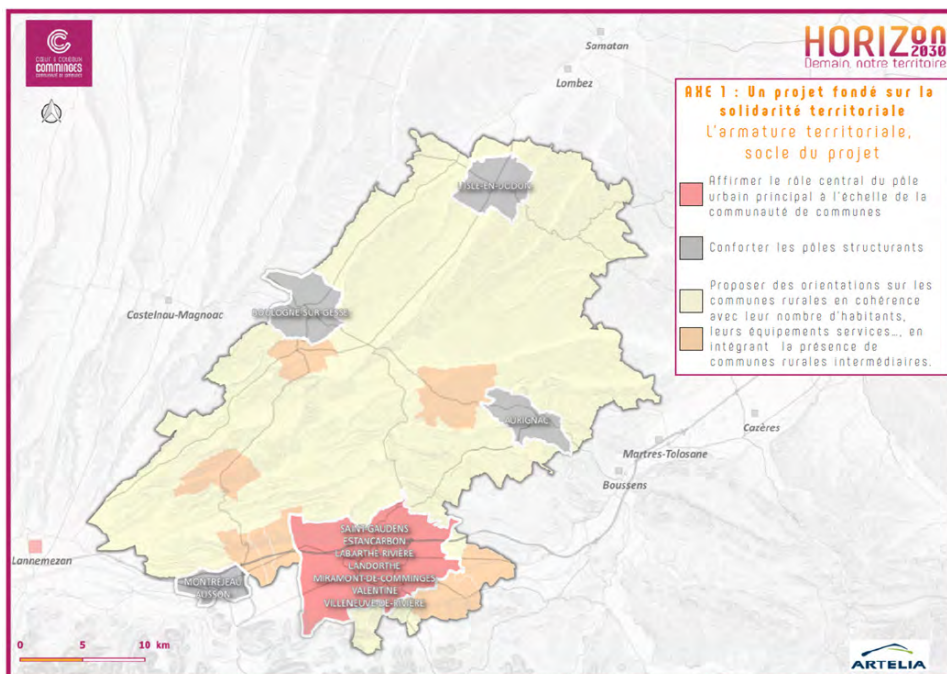 CŒUR & COTEAUX
COMMINGES
COMMUNAUTÉ DE COMMUNES
HORIZON
2030
Demain, notre territoire
AXE 1 : Un projet fondé sur la
solidarité territoriale
L'armature territoriale,
socle du projet
Affirmer le rôle central du pôle
urbain principal à l'échelle de la
communauté de communes
Conforter les pôles structurants
Proposer des orientations sur les
communes rurales en cohérence
avec leur nombre d'habitants,
leurs équipements services…, en
intégrant la présence de
communes rurales intermédiaires.
Samatan
Lombez
L'ISLE-EN-DODON
Castelnau-Magnoac
BOULOGNE-SUR-GESSE
AURIGNAC
Cazères
Martres-Tolosane
Boussens
SAINT-GAUDENS
ESTANCARBON
LABARTHE-RIVIÈRE
LANDORTHE
MIRAMONT-DE-COMMINGES
VALENTINE
VILLENEUVE-DE-RIVIÈRE
Lannemezan
MONTRÉJEAU
AUSSON
0 5 10 km
ARTELIA